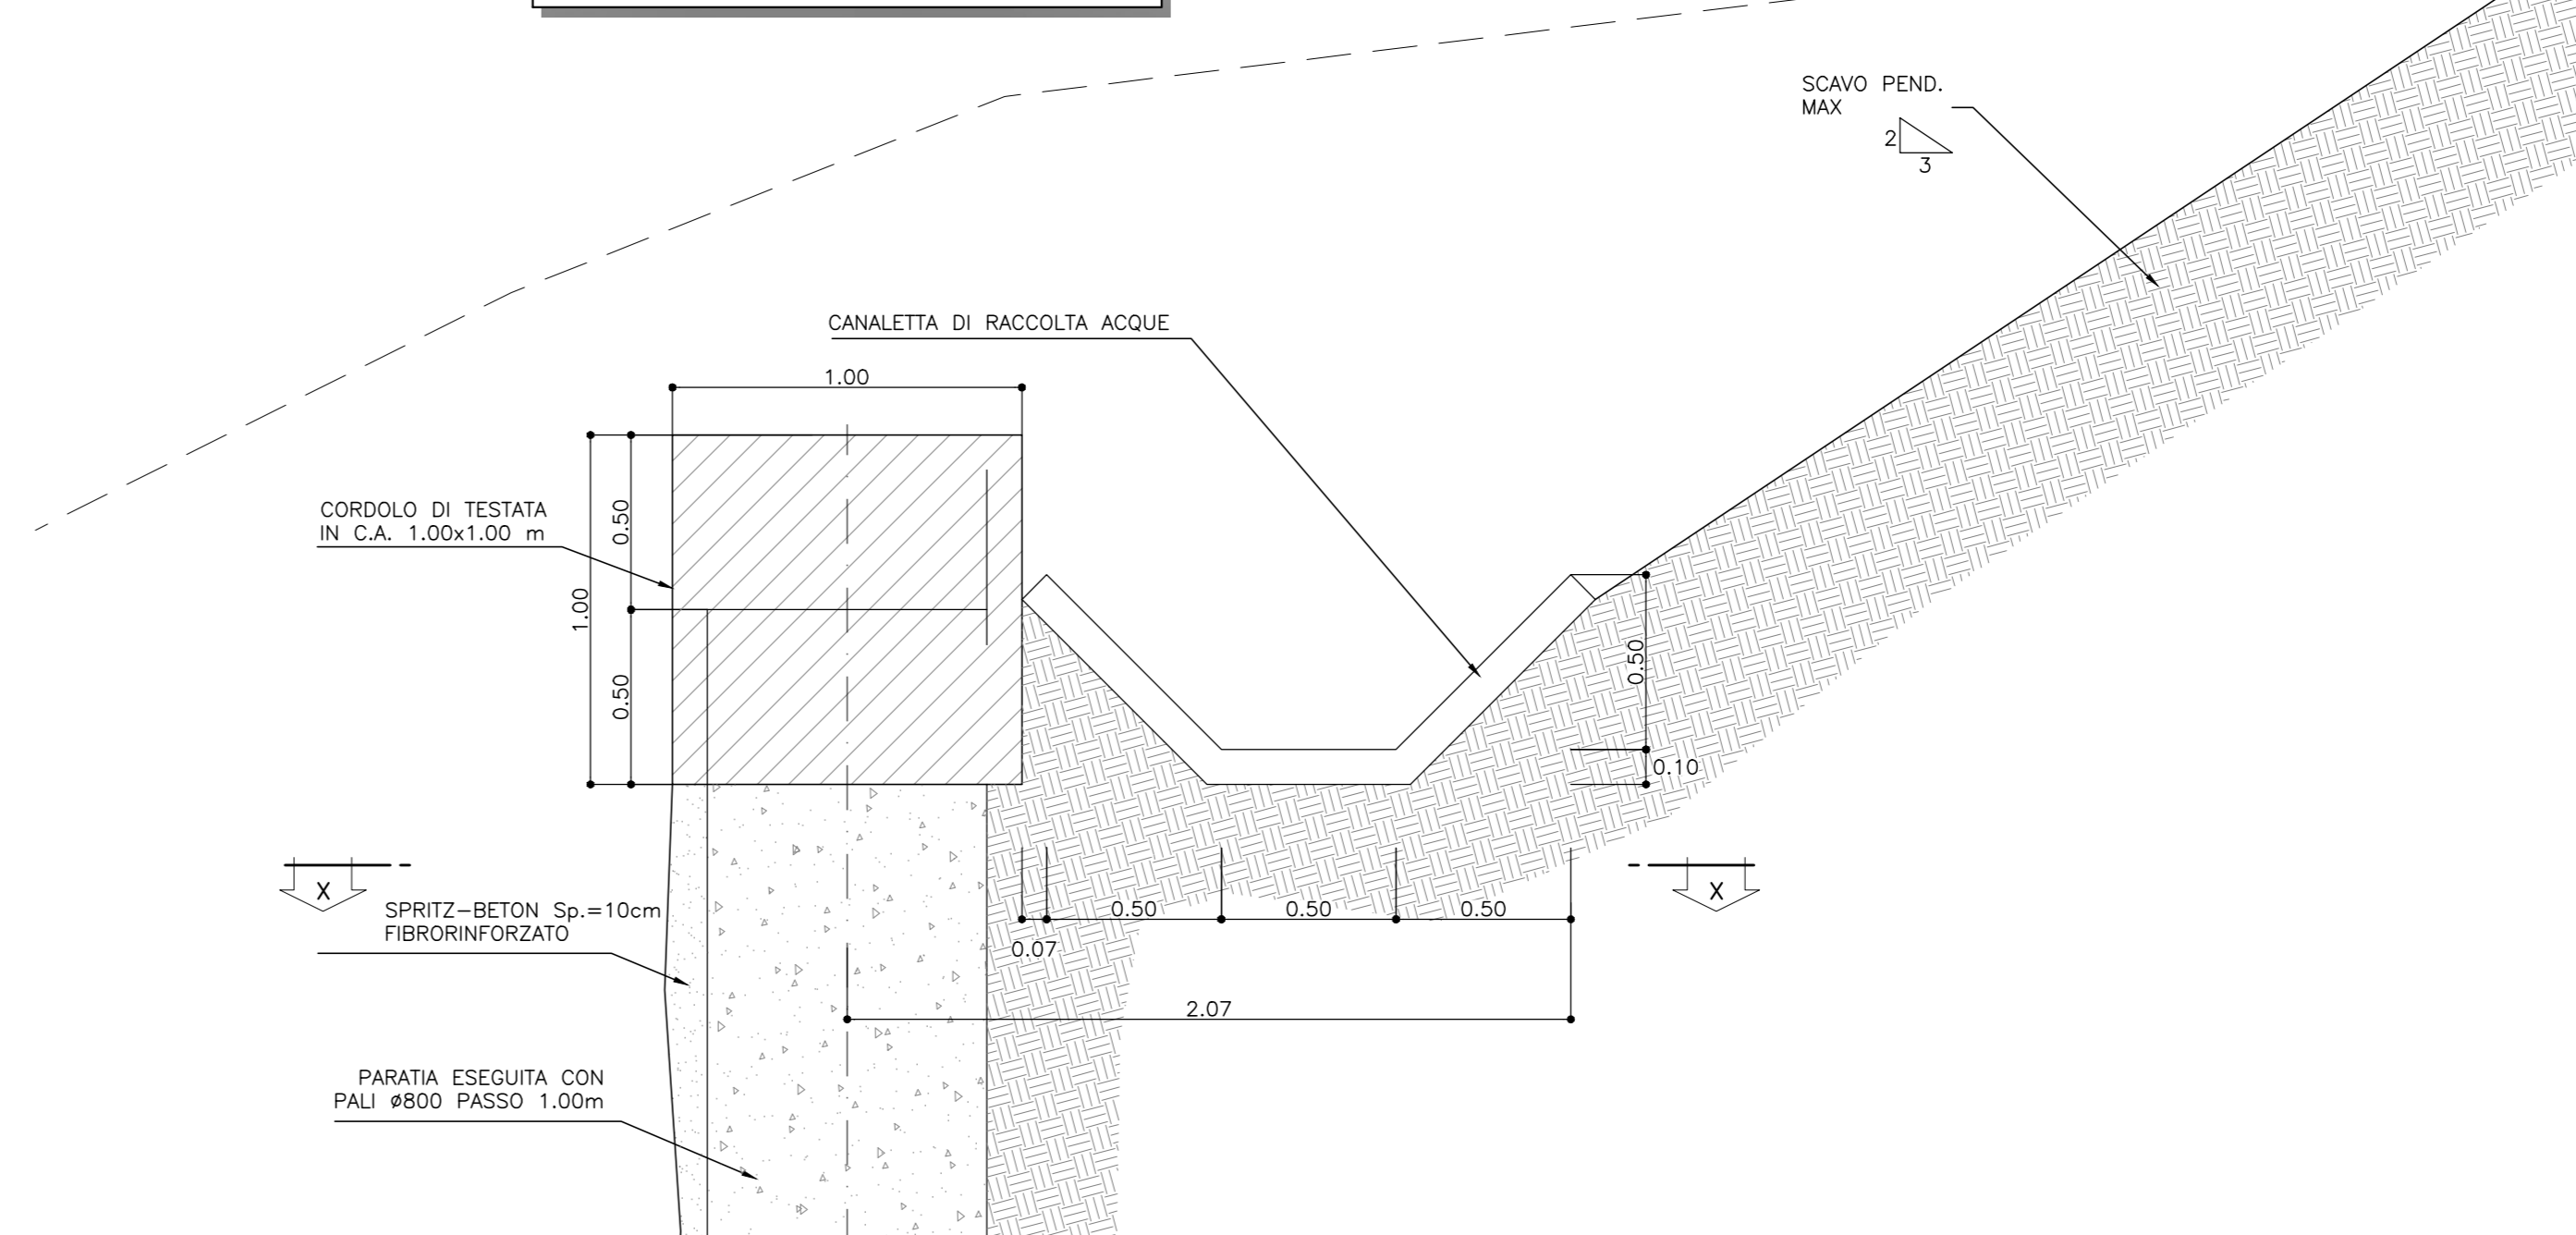 SCAVO PEND.
MAX
2
3
CANALETTA DI RACCOLTA ACQUE
1.00
CORDOLO DI TESTATA
IN C.A. 1.00x1.00 m
0.50
1.00
0.50
0.50
0.10
X
X
SPRITZ-BETON Sp.=10cm
FIBRORINFORZATO
0.50
0.50
0.50
0.07
2.07
PARATIA ESEGUITA CON
PALI ø800 PASSO 1.00m